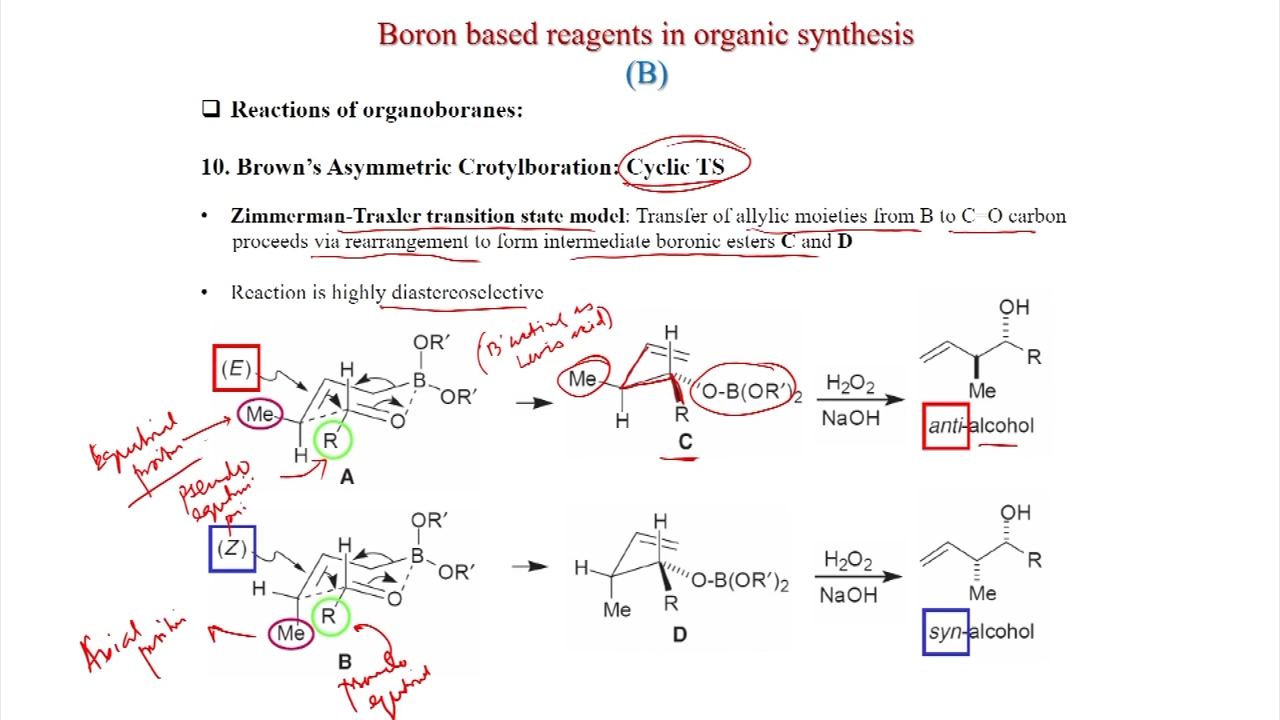 Boron based reagents in organic synthesis
(B)
❑ Reactions of organoboranes:
10. Brown's Asymmetric Crotylboration: Cyclic TS
• Zimmerman-Traxler transition state model: Transfer of allylic moieties from B to C=O carbon
proceeds via rearrangement to form intermediate boronic esters C and D
• Reaction is highly diastereoselective
('B' acting as
Lewis acid)
(E)
Me
H
H
R
OR'
B
OR'
O
A
Me
H
H
R
O-B(OR')2
C
H2O2
NaOH
OH
R
Me
anti-alcohol
Equatorial
position
pseudo
(Z)
H
Me
H
R
OR'
B
OR'
O
B
H
H
Me
R
O-B(OR')2
D
H2O2
NaOH
OH
R
Me
syn-alcohol
Axial
position
pseudo